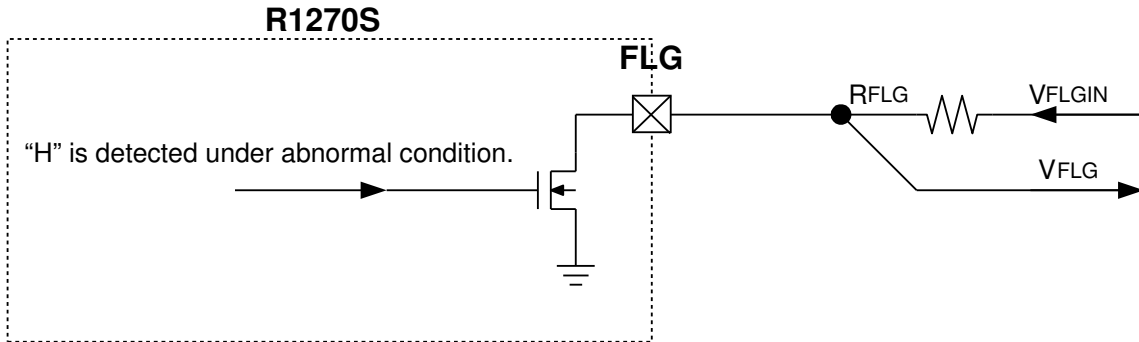 R1270S
FLG
RFLG
VFLGIN
“H” is detected under abnormal condition.
VFLG